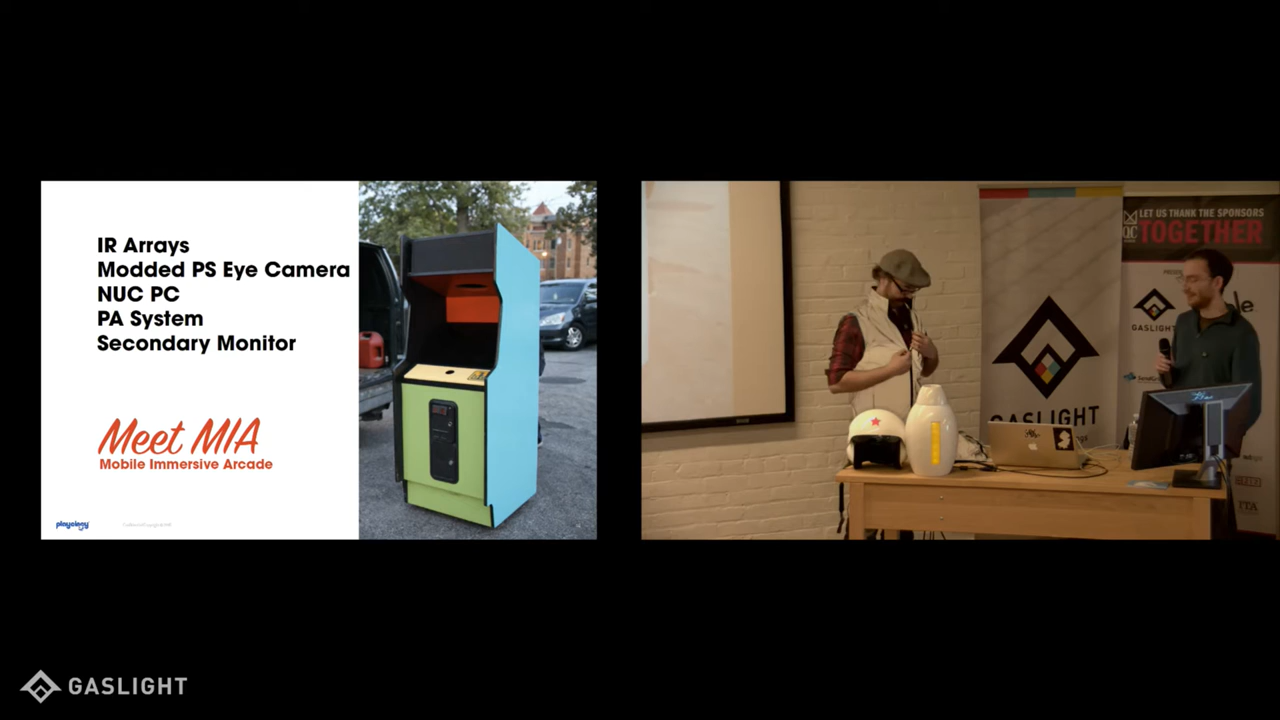 IR Arrays
Modded PS Eye Camera
NUC PC
PA System
Secondary Monitor
Meet MIA
Mobile Immersive Arcade
playology
LET US THANK THE SPONSORS
TOGETHER
GASLIGHT
GASLIGHT
GASLIGHT